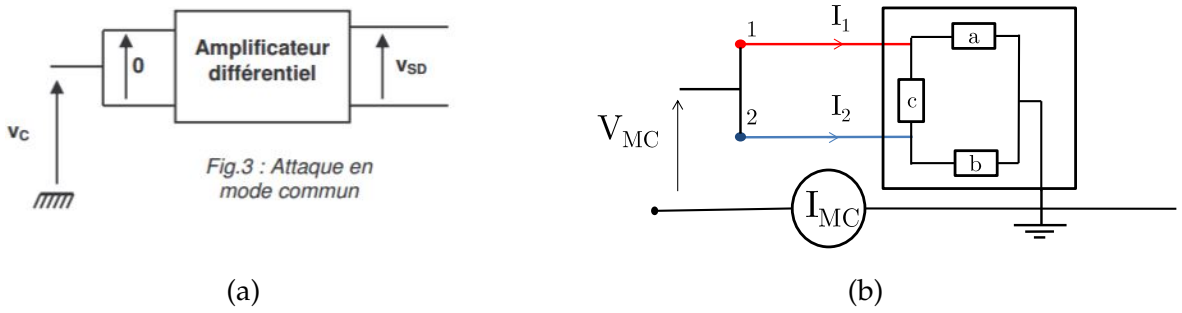 Amplificateur
différentiel
0
v_SD
v_C
Fig.3 : Attaque en
mode commun
(a)
1
I_1
a
c
2
I_2
V_MC
b
I_MC
(b)